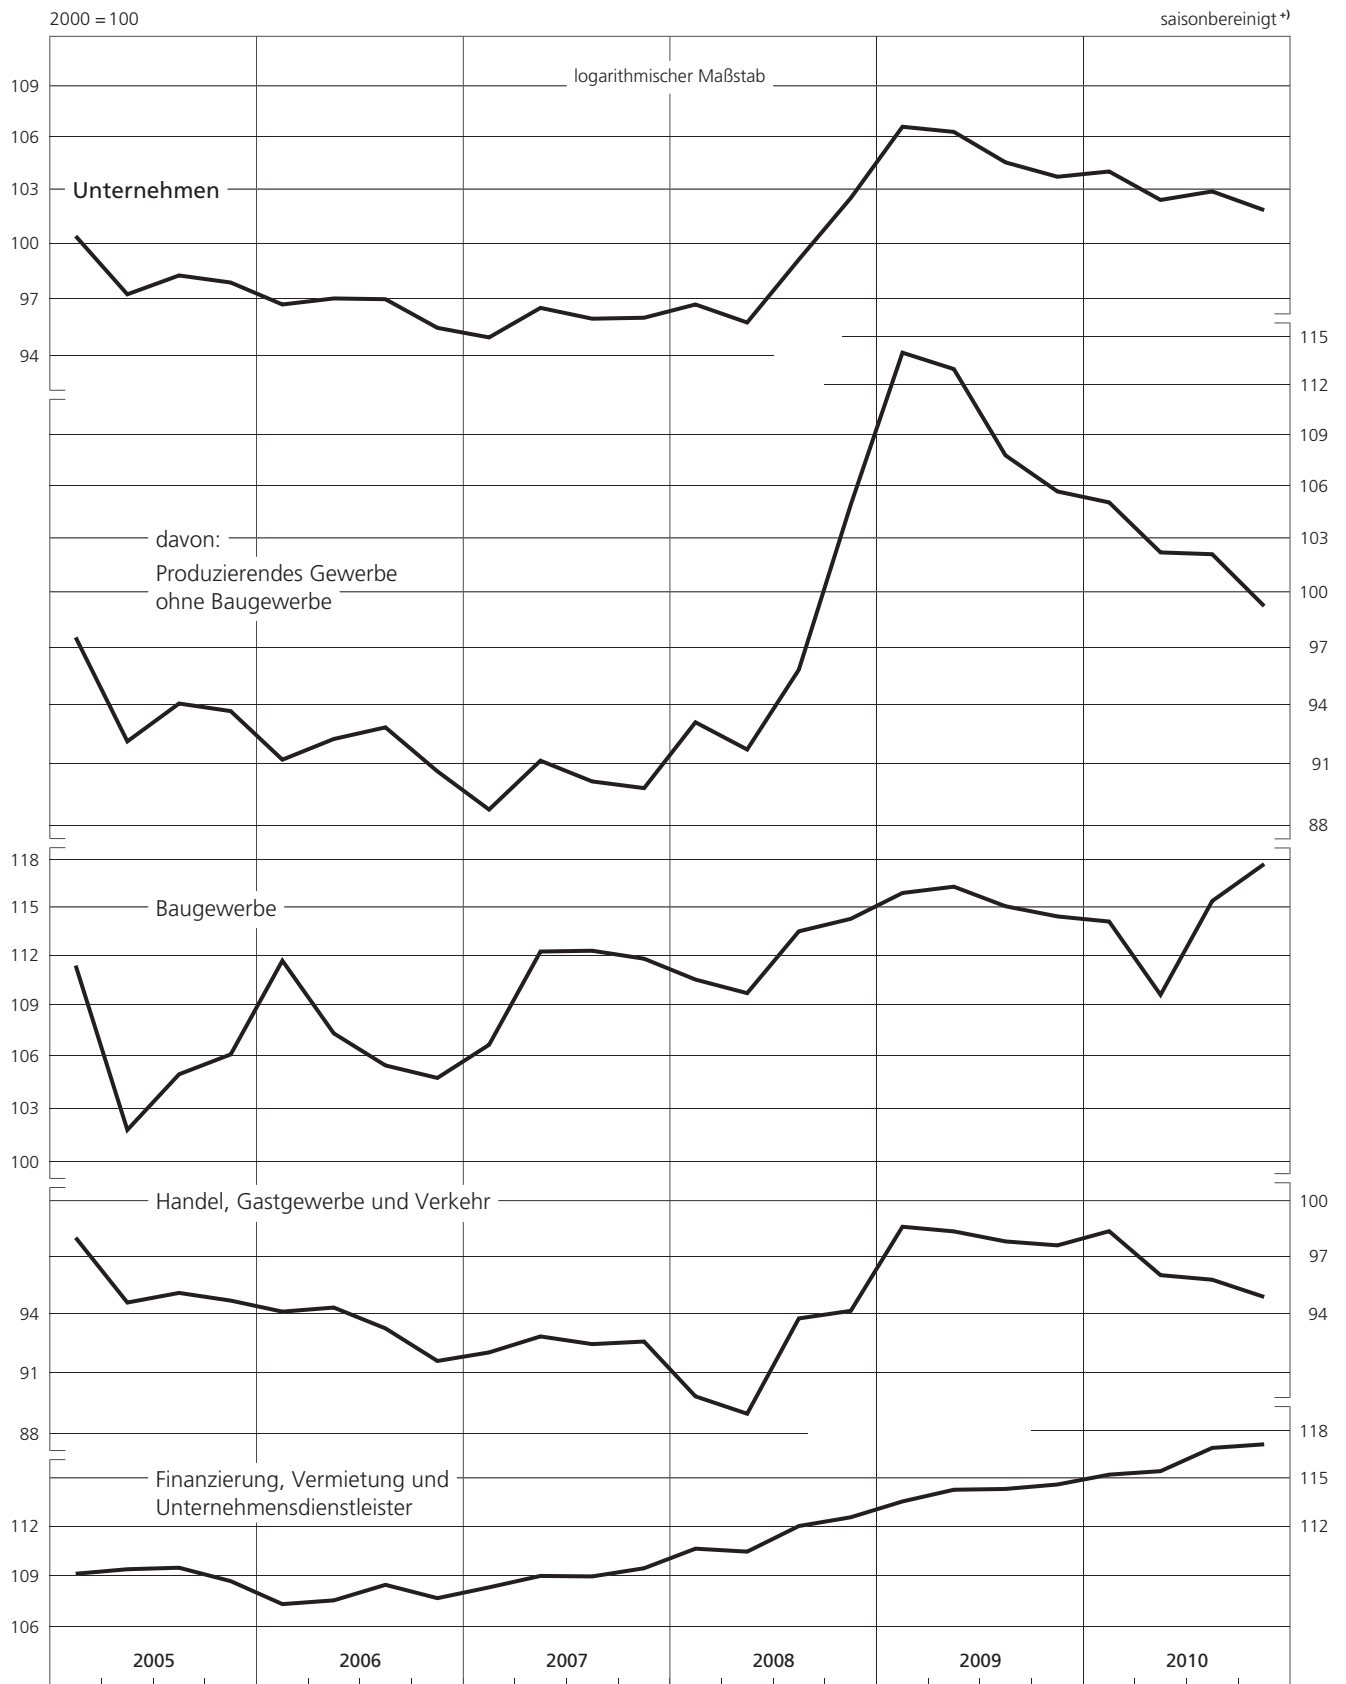 2000 = 100 saisonbereinigt +)
logarithmischer Maßstab
109
106
103 Unternehmen
100
97
94
115
112
109
106
davon: 103
Produzierendes Gewerbe
ohne Baugewerbe 100
97
94
91
88
118
115 Baugewerbe
112
109
106
103
100
Handel, Gastgewerbe und Verkehr 100
97
94 94
91
88 118
Finanzierung, Vermietung und 115
Unternehmensdienstleister
112 112
109
106
2005 2006 2007 2008 2009 2010